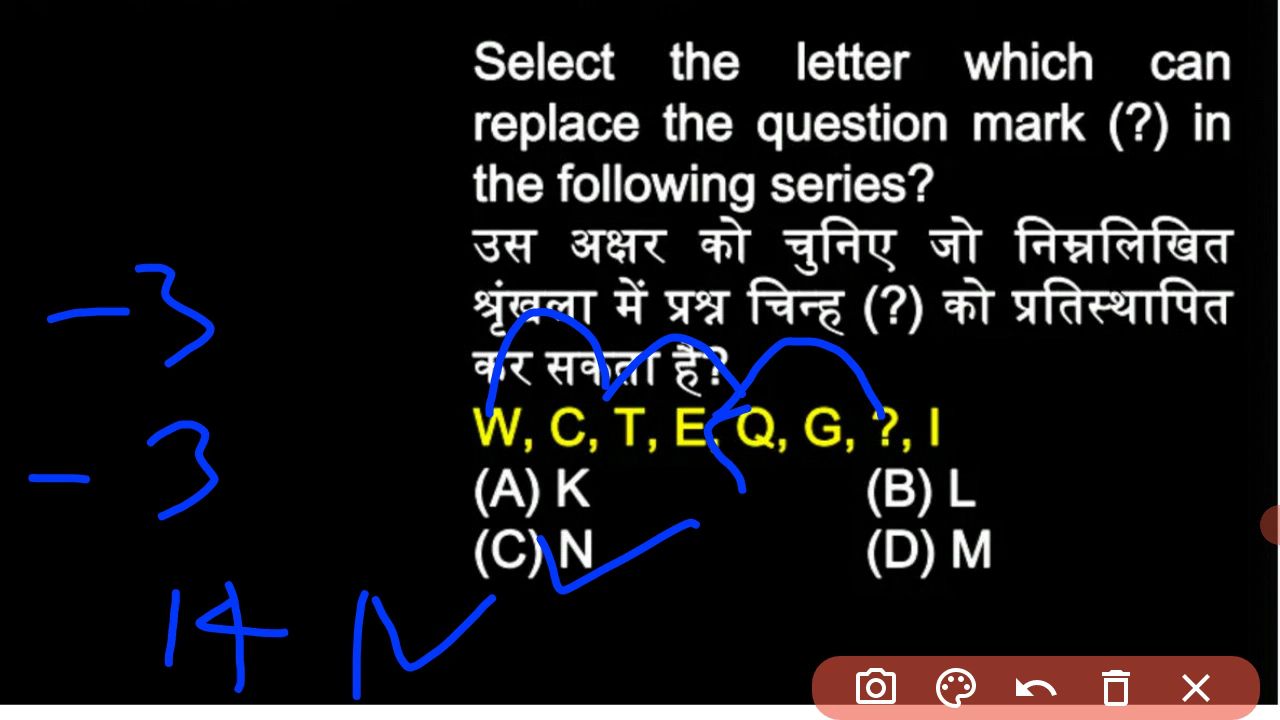 Select the letter which can
replace the question mark (?) in
the following series?
उस अक्षर को चुनिए जो निम्नलिखित
श्रृंखला में प्रश्न चिन्ह (?) को प्रतिस्थापित
कर सकता है?
W, C, T, E, Q, G, ?, I
(A) K (B) L
(C) N (D) M
-3
-3
14 N